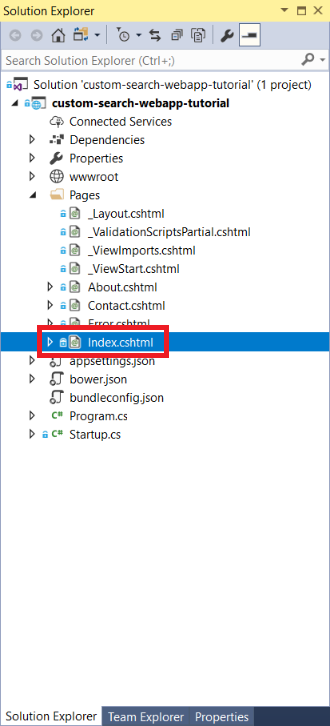 Solution Explorer
Search Solution Explorer (Ctrl+;)
Solution 'custom-search-webapp-tutorial' (1 project)
custom-search-webapp-tutorial
Connected Services
Dependencies
Properties
wwwroot
Pages
_Layout.cshtml
_ValidationScriptsPartial.cshtml
_ViewImports.cshtml
_ViewStart.cshtml
About.cshtml
Contact.cshtml
Error.cshtml
Index.cshtml
appsettings.json
bower.json
bundleconfig.json
C# Program.cs
C# Startup.cs
Solution Explorer Team Explorer Properties